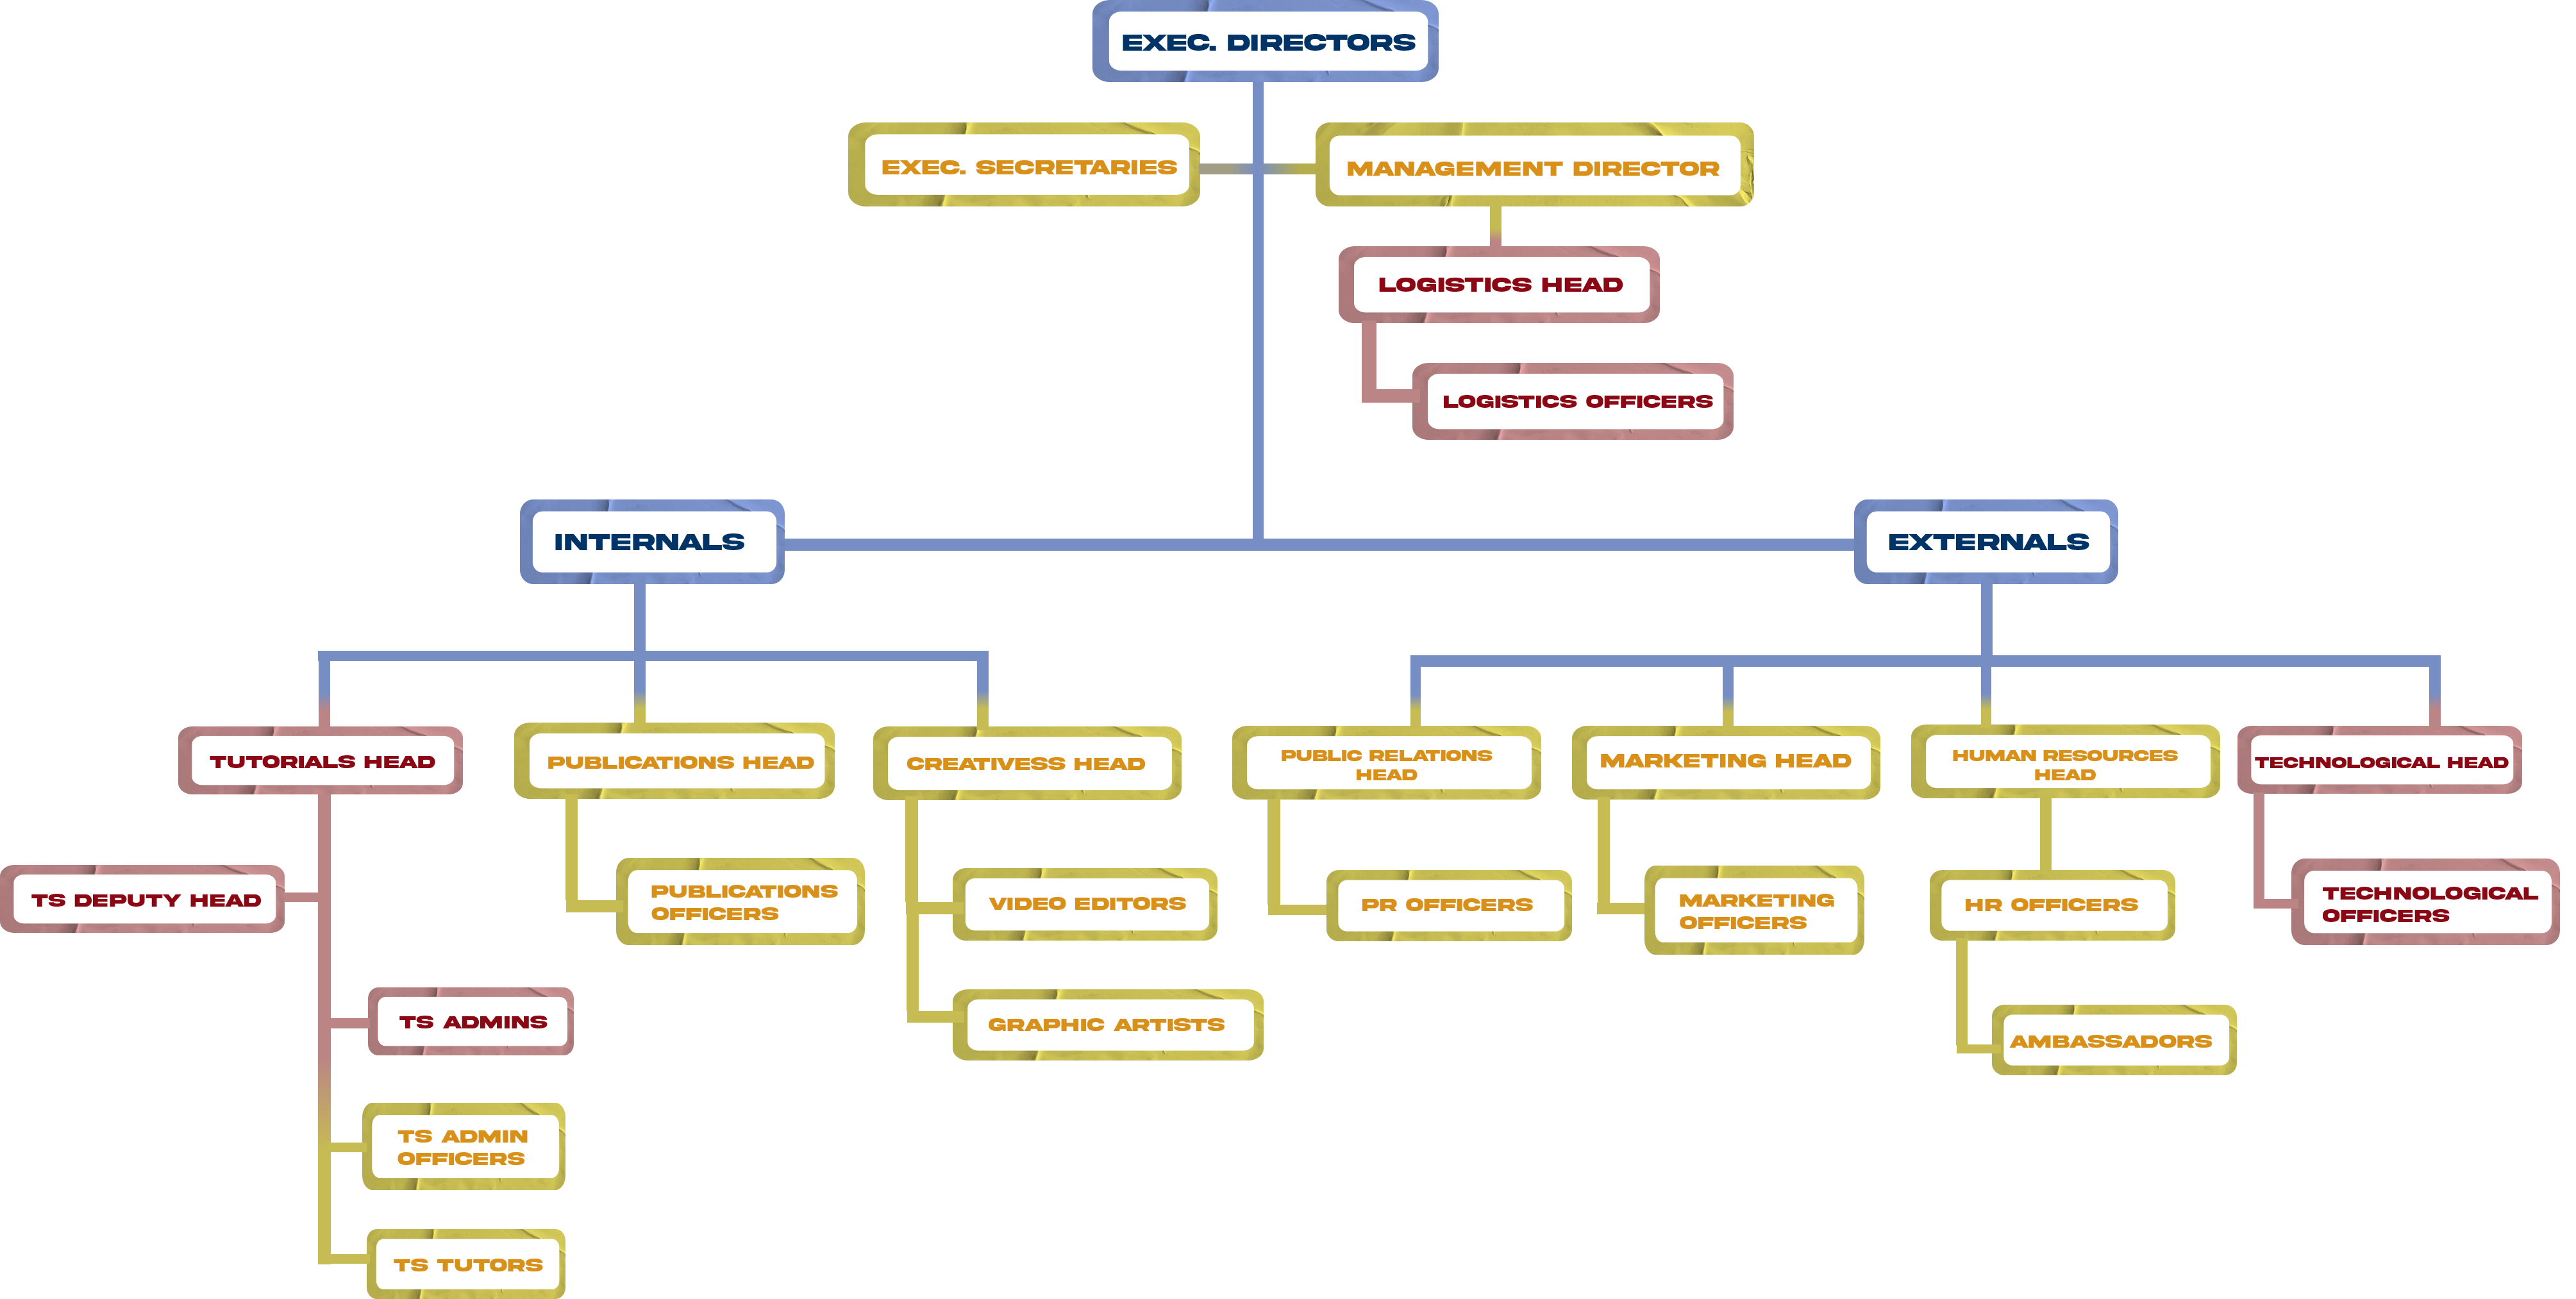 EXEC. DIRECTORS
EXEC. SECRETARIES
MANAGEMENT DIRECTOR
LOGISTICS HEAD
LOGISTICS OFFICERS
INTERNALS
EXTERNALS
TUTORIALS HEAD
PUBLICATIONS HEAD
CREATIVESS HEAD
PUBLIC RELATIONS
HEAD
MARKETING HEAD
HUMAN RESOURCES
HEAD
TECHNOLOGICAL HEAD
TS DEPUTY HEAD
PUBLICATIONS
OFFICERS
VIDEO EDITORS
PR OFFICERS
MARKETING
OFFICERS
HR OFFICERS
TECHNOLOGICAL
OFFICERS
TS ADMINS
GRAPHIC ARTISTS
AMBASSADORS
TS ADMIN
OFFICERS
TS TUTORS